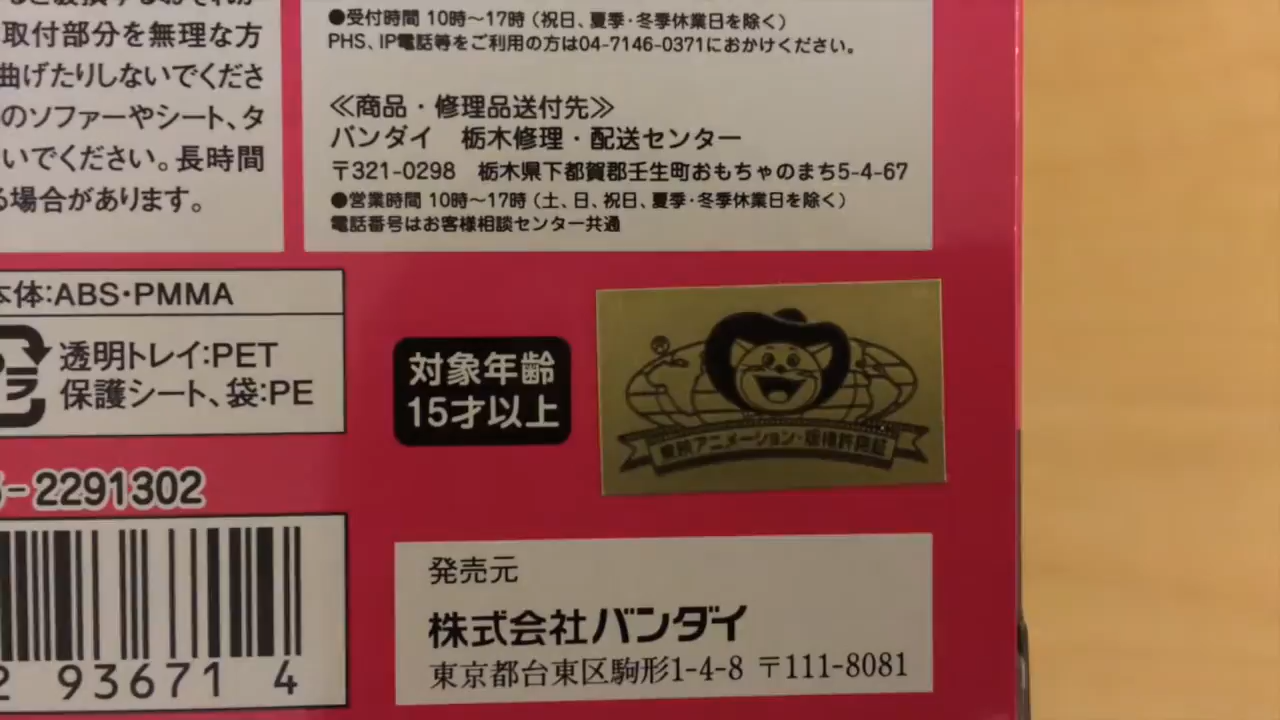 取付部分を無理な方
曲げたりしないでくださ
のソファーやシート、タ
いでください。長時間
る場合があります。
●受付時間 10時～17時（祝日、夏季・冬季休業日を除く）
PHS、IP電話等をご利用の方は04-7146-0371におかけください。
≪商品・修理品送付先≫
バンダイ 栃木修理・配送センター
〒321-0298 栃木県下都賀郡壬生町おもちゃのまち5-4-67
●営業時間 10時～17時（土、日、祝日、夏季・冬季休業日を除く）
電話番号はお客様相談センター共通
本体:ABS・PMMA
プラ
透明トレイ:PET
保護シート、袋:PE
対象年齢
15才以上
東映アニメーション・版権許諾証
-2291302
2 93671 4
発売元
株式会社バンダイ
東京都台東区駒形1-4-8 〒111-8081